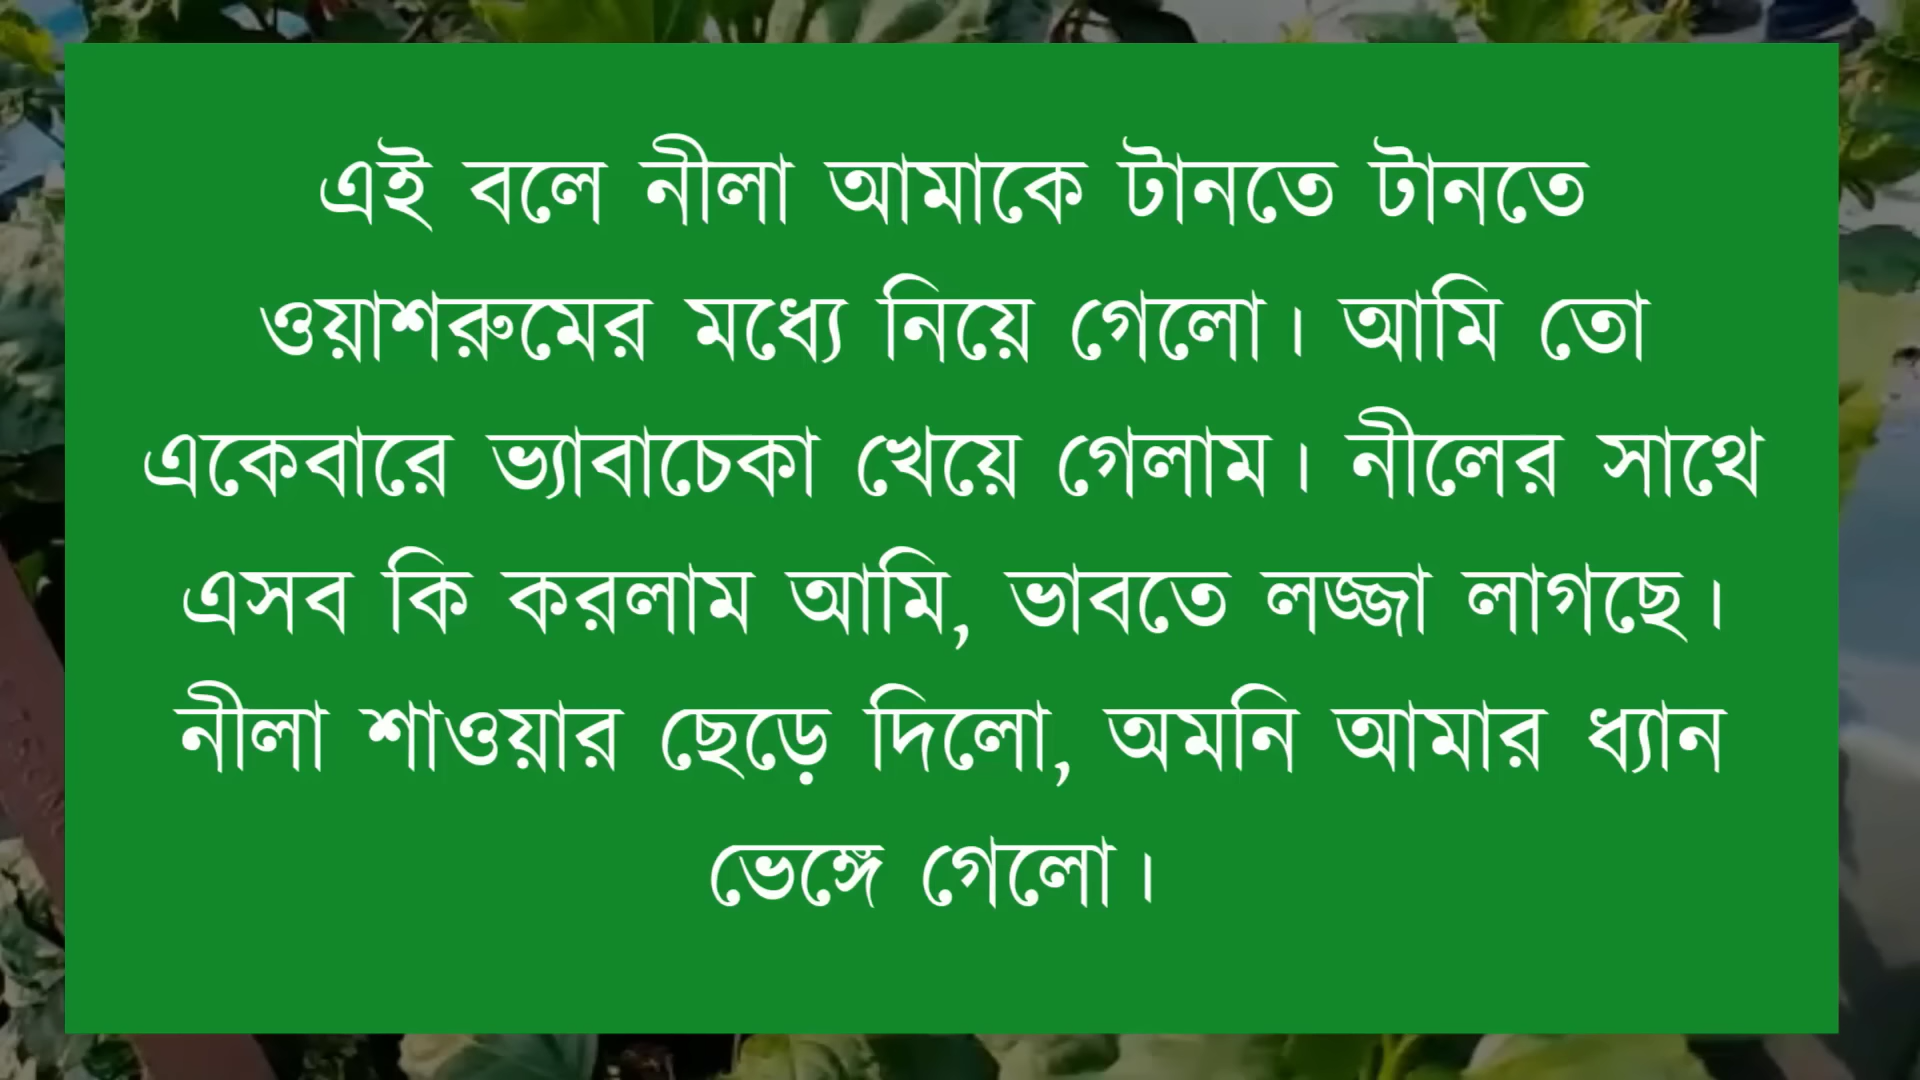 এই বলে নীলা আমাকে টানতে টানতে
ওয়াশরুমের মধ্যে নিয়ে গেলো। আমি তো
একেবারে ভ্যাবাচেকা খেয়ে গেলাম। নীলের সাথে
এসব কি করলাম আমি, ভাবতে লজ্জা লাগছে।
নীলা শাওয়ার ছেড়ে দিলো, অমনি আমার ধ্যান
ভেঙ্গে গেলো।